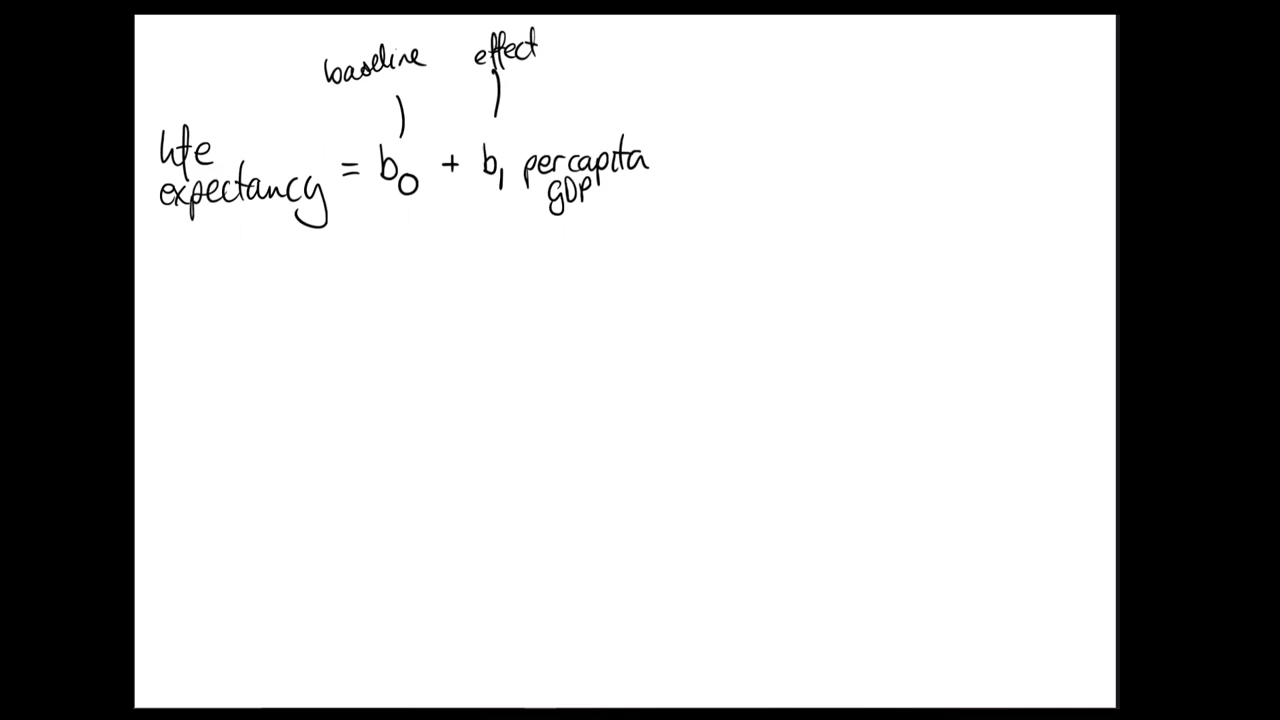 baseline effect
life
expectancy = b0 + b1 percapita
GDP